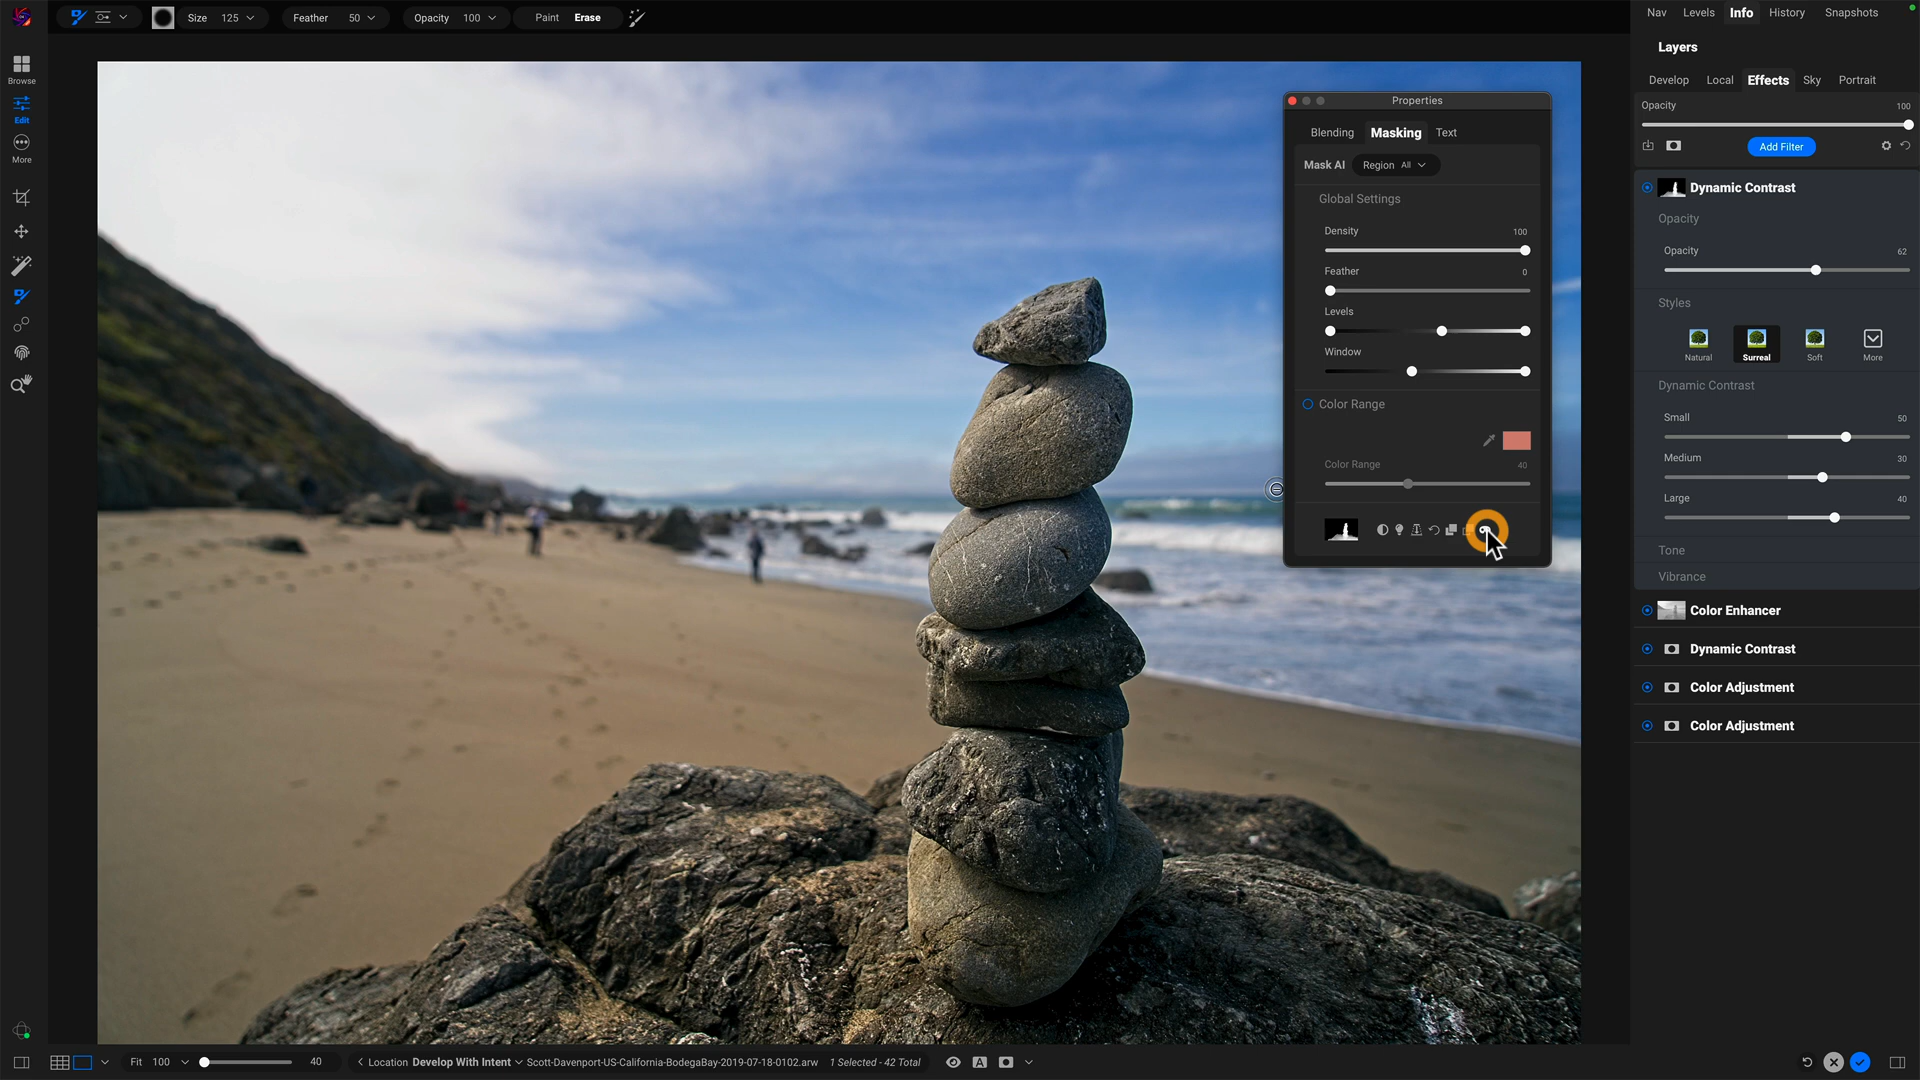 Size 125 Feather 50 Opacity 100 Paint Erase
Nav Levels Info History Snapshots
Layers
Browse
Edit
More
Develop Local Effects Sky Portrait
Opacity 100
Add Filter
Dynamic Contrast
Opacity
Opacity 62
Styles
Natural Surreal Soft More
Dynamic Contrast
Small 50
Medium 30
Large 40
Tone
Vibrance
Color Enhancer
Dynamic Contrast
Color Adjustment
Color Adjustment
Properties
Blending Masking Text
Mask AI Region All
Global Settings
Density 100
Feather 0
Levels
Window
Color Range
Color Range 40
Fit 100 40 Location Develop With Intent Scott-Davenport-US-California-BodegaBay-2019-07-18-0102.arw 1 Selected - 42 Total A